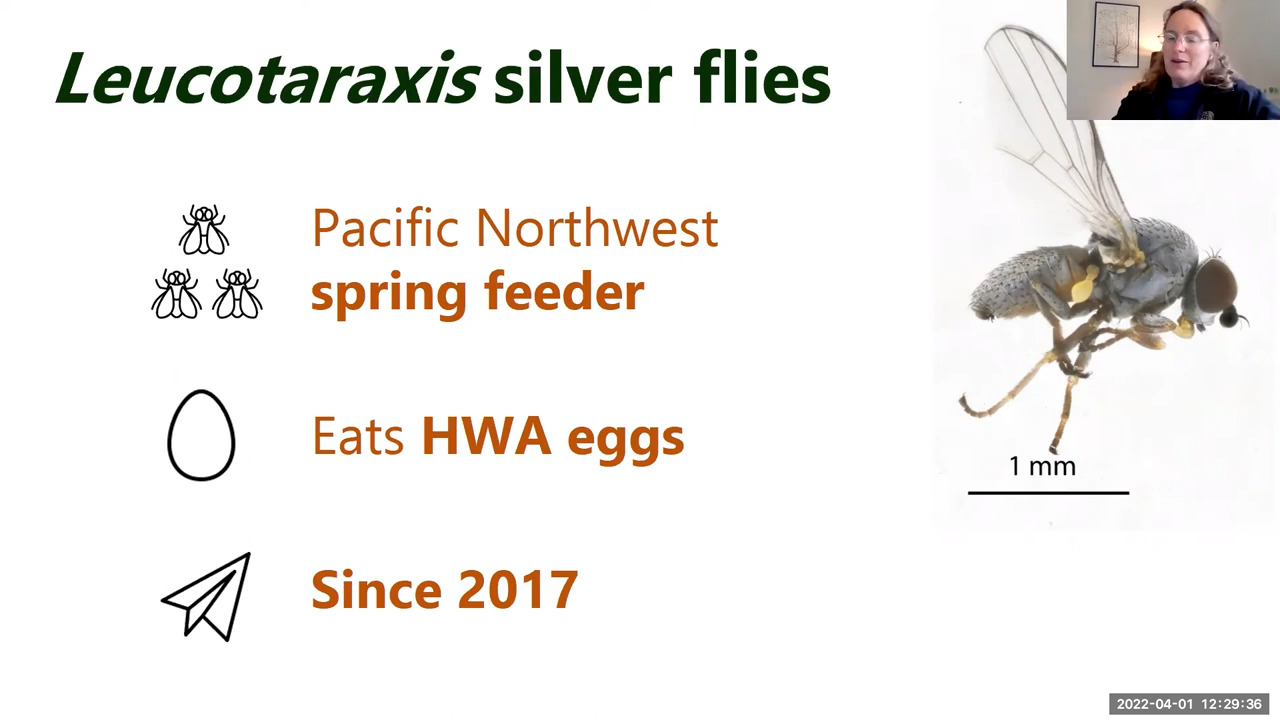 Leucotaraxis silver flies
Pacific Northwest
spring feeder
Eats HWA eggs
Since 2017
1 mm
2022-04-01 12:29:36